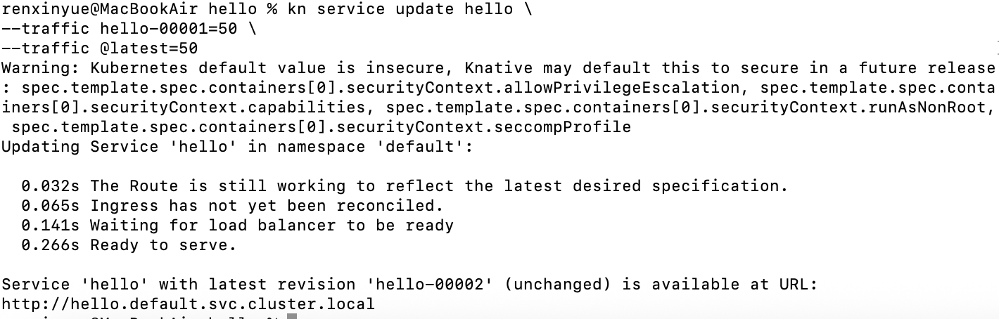 renxinyue@MacBookAir hello % kn service update hello \
--traffic hello-00001=50 \
--traffic @latest=50
Warning: Kubernetes default value is insecure, Knative may default this to secure in a future release
: spec.template.spec.containers[0].securityContext.allowPrivilegeEscalation, spec.template.spec.conta
iners[0].securityContext.capabilities, spec.template.spec.containers[0].securityContext.runAsNonRoot,
 spec.template.spec.containers[0].securityContext.seccompProfile
Updating Service 'hello' in namespace 'default':
  0.032s The Route is still working to reflect the latest desired specification.
  0.065s Ingress has not yet been reconciled.
  0.141s Waiting for load balancer to be ready
  0.266s Ready to serve.
Service 'hello' with latest revision 'hello-00002' (unchanged) is available at URL:
http://hello.default.svc.cluster.local